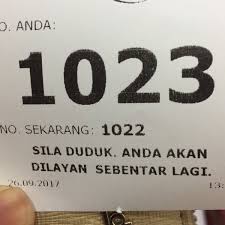 O. ANDA:
1023
NO. SEKARANG: 1022
SILA DUDUK. ANDA AKAN
DILAYAN SEBENTAR LAGI.
26.09.2017 13: